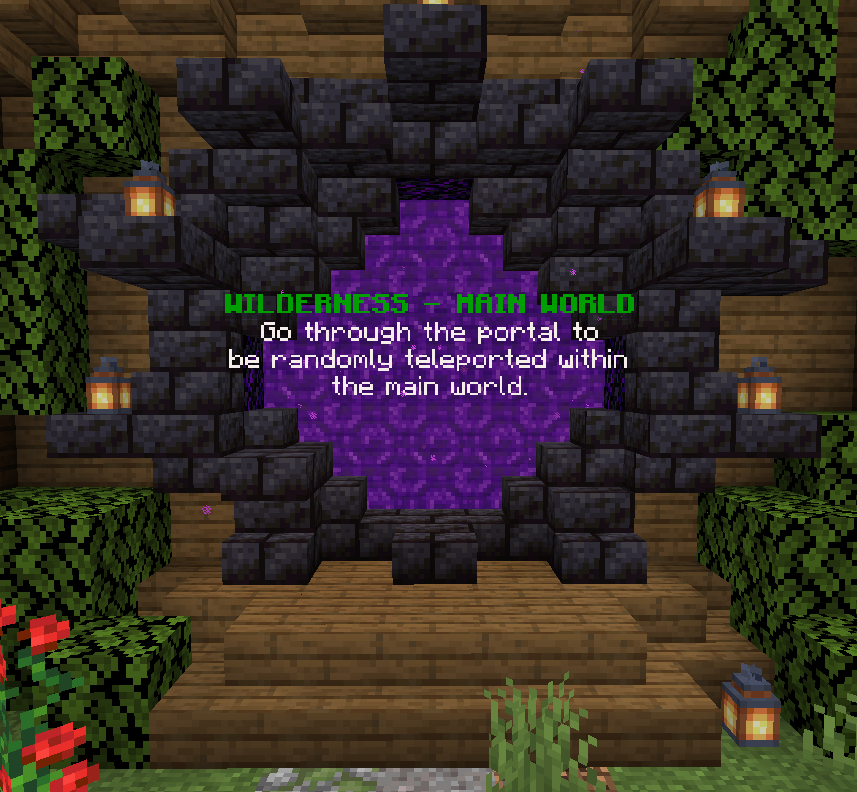 WILDERNESS – MAIN WORLD
Go through the portal to
be randomly teleported within
the main world.